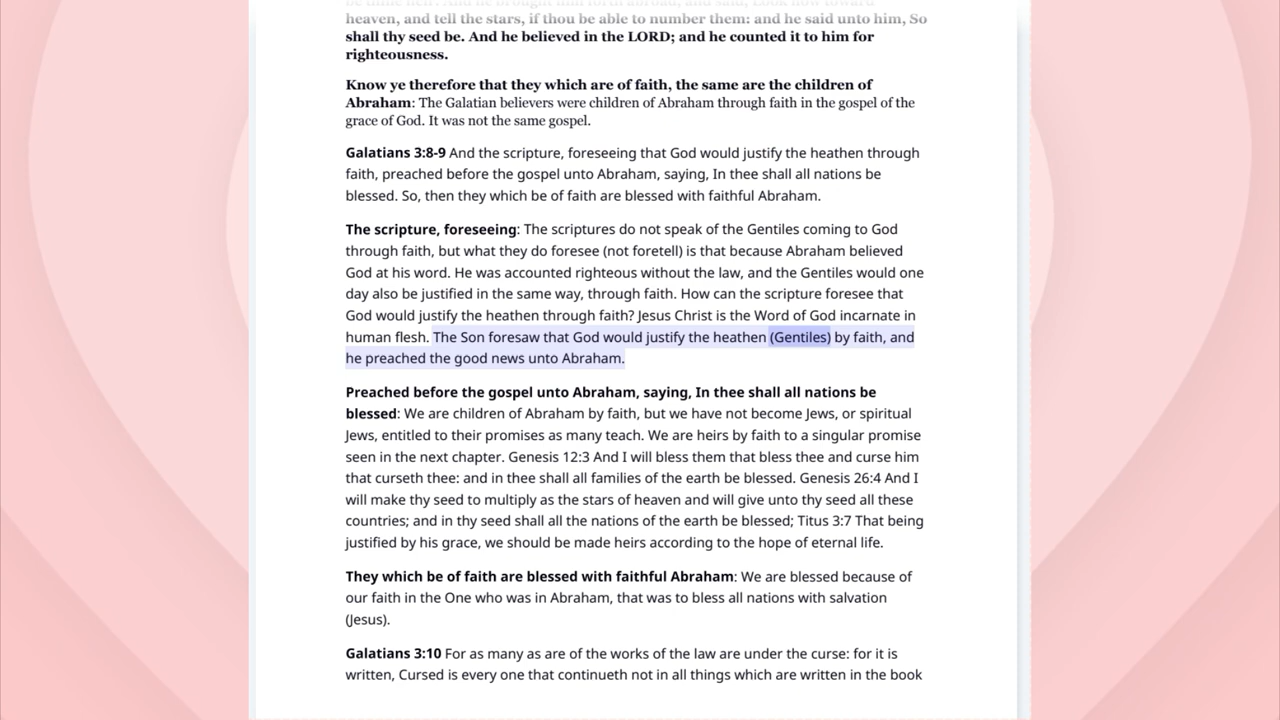 heaven, and tell the stars, if thou be able to number them: and he said unto him, So
shall thy seed be. And he believed in the LORD; and he counted it to him for
righteousness.
Know ye therefore that they which are of faith, the same are the children of
Abraham: The Galatian believers were children of Abraham through faith in the gospel of the
grace of God. It was not the same gospel.
Galatians 3:8-9 And the scripture, foreseeing that God would justify the heathen through
faith, preached before the gospel unto Abraham, saying, In thee shall all nations be
blessed. So, then they which be of faith are blessed with faithful Abraham.
The scripture, foreseeing: The scriptures do not speak of the Gentiles coming to God
through faith, but what they do foresee (not foretell) is that because Abraham believed
God at his word. He was accounted righteous without the law, and the Gentiles would one
day also be justified in the same way, through faith. How can the scripture foresee that
God would justify the heathen through faith? Jesus Christ is the Word of God incarnate in
human flesh. The Son foresaw that God would justify the heathen (Gentiles) by faith, and
he preached the good news unto Abraham.
Preached before the gospel unto Abraham, saying, In thee shall all nations be
blessed: We are children of Abraham by faith, but we have not become Jews, or spiritual
Jews, entitled to their promises as many teach. We are heirs by faith to a singular promise
seen in the next chapter. Genesis 12:3 And I will bless them that bless thee and curse him
that curseth thee: and in thee shall all families of the earth be blessed. Genesis 26:4 And I
will make thy seed to multiply as the stars of heaven and will give unto thy seed all these
countries; and in thy seed shall all the nations of the earth be blessed; Titus 3:7 That being
justified by his grace, we should be made heirs according to the hope of eternal life.
They which be of faith are blessed with faithful Abraham: We are blessed because of
our faith in the One who was in Abraham, that was to bless all nations with salvation
(Jesus).
Galatians 3:10 For as many as are of the works of the law are under the curse: for it is
written, Cursed is every one that continueth not in all things which are written in the book